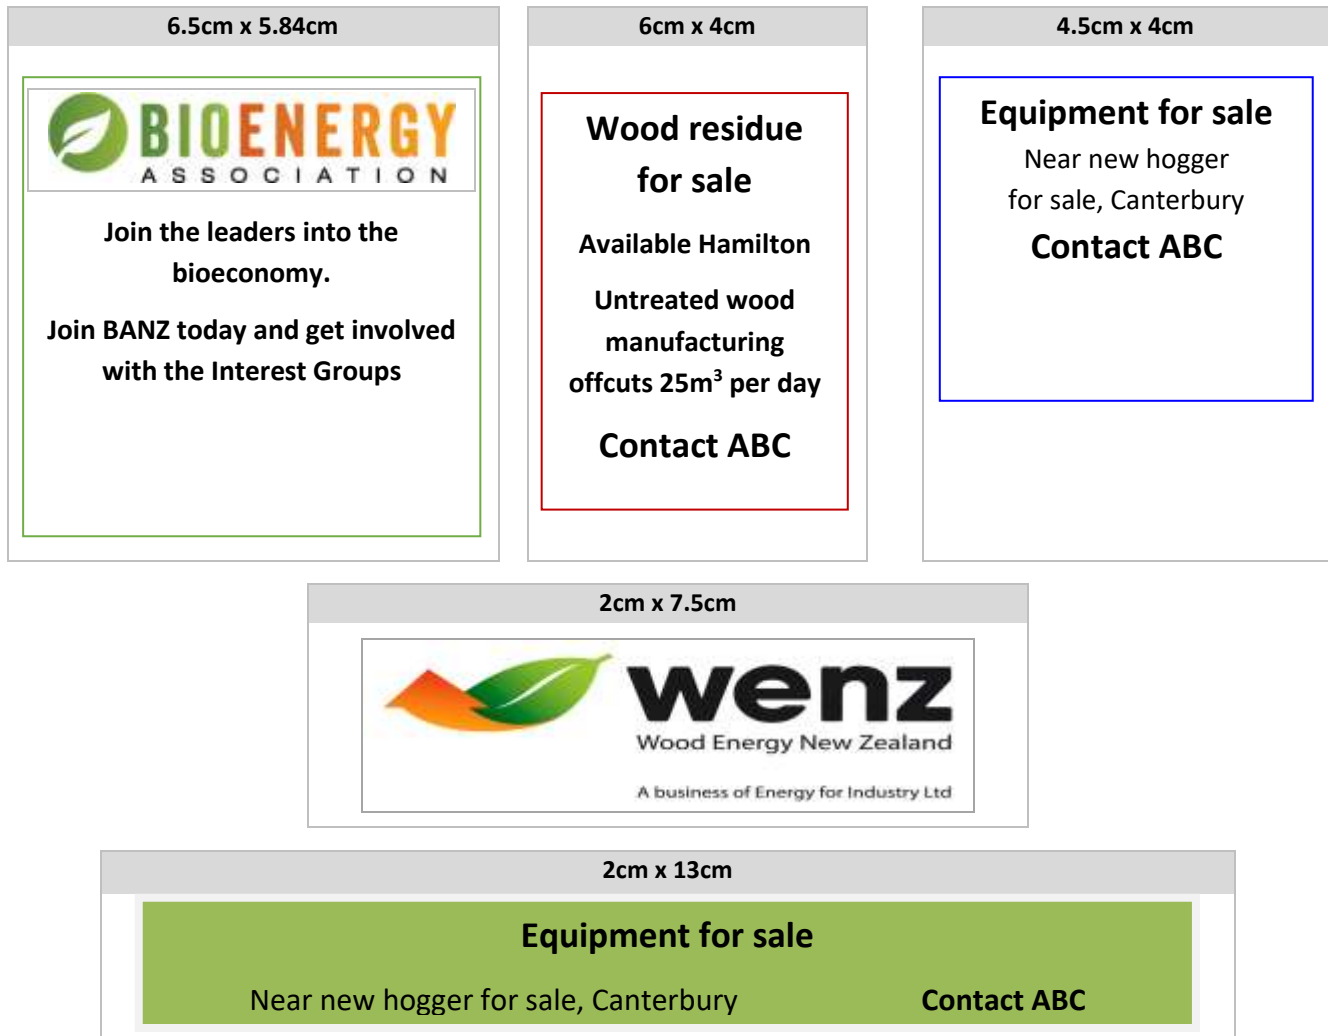 6.5cm x 5.84cm
BIOENERGY
ASSOCIATION
Join the leaders into the
bioeconomy.
Join BANZ today and get involved
with the Interest Groups
6cm x 4cm
Wood residue
for sale
Available Hamilton
Untreated wood
manufacturing
offcuts 25m³ per day
Contact ABC
4.5cm x 4cm
Equipment for sale
Near new hogger
for sale, Canterbury
Contact ABC
2cm x 7.5cm
wenz
Wood Energy New Zealand
A business of Energy for Industry Ltd
2cm x 13cm
Equipment for sale
Near new hogger for sale, Canterbury Contact ABC